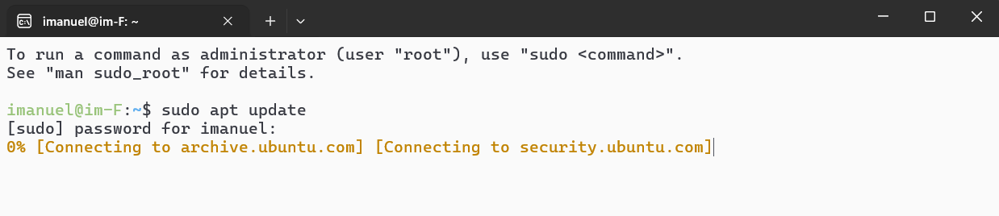 imanuel@im-F: ~
To run a command as administrator (user "root"), use "sudo <command>".
See "man sudo_root" for details.
imanuel@im-F:~$ sudo apt update
[sudo] password for imanuel:
0% [Connecting to archive.ubuntu.com] [Connecting to security.ubuntu.com]